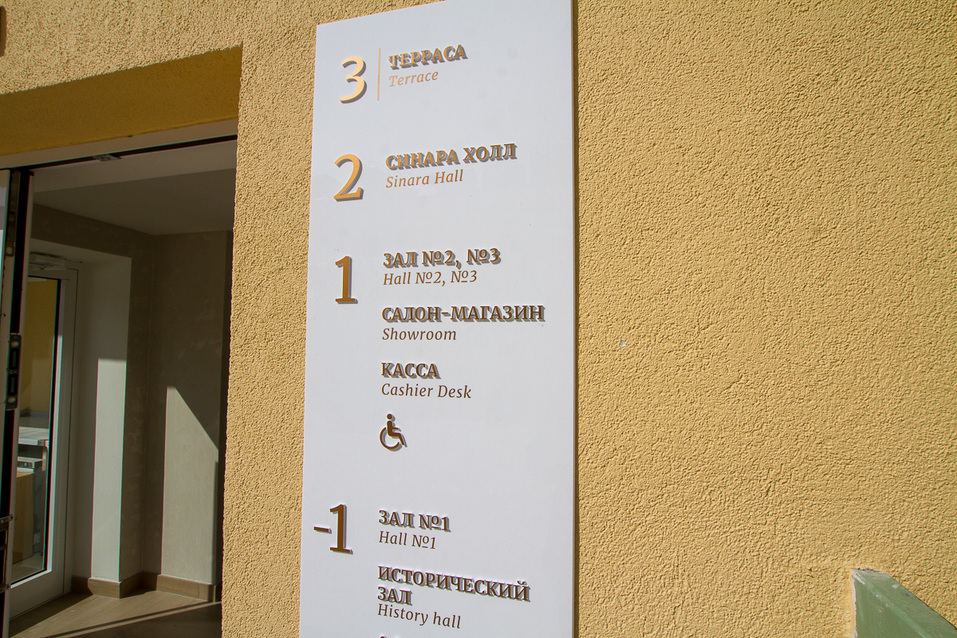 3
ТЕРРАСА
Terrace
2
СИНАРА ХОЛЛ
Sinara Hall
1
ЗАЛ №2, №3
Hall №2, №3
САЛОН-МАГАЗИН
Showroom
КАССА
Cashier Desk
-1
ЗАЛ №1
Hall №1
ИСТОРИЧЕСКИЙ
ЗАЛ
History hall